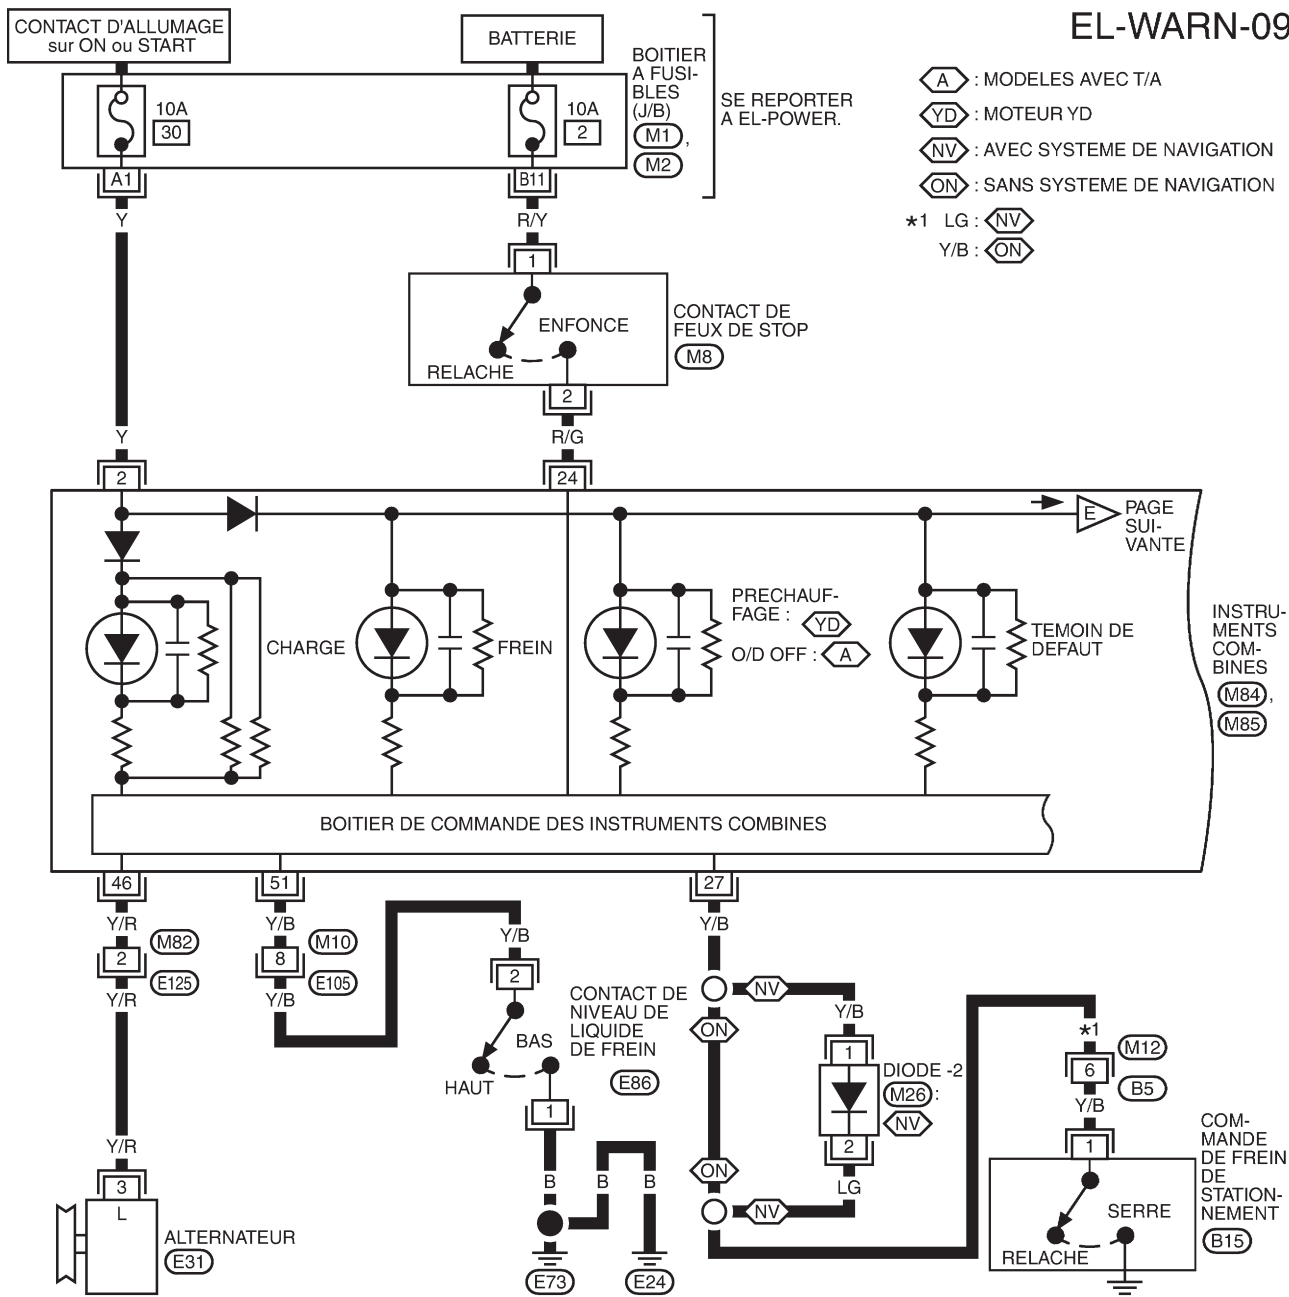 EL-WARN-09
CONTACT D'ALLUMAGE
sur ON ou START
BATTERIE
10A
30
10A
2
BOITIER
A FUSI-
BLES
(J/B)
M1 ,
M2
SE REPORTER
A EL-POWER.
A : MODELES AVEC T/A
YD : MOTEUR YD
NV : AVEC SYSTEME DE NAVIGATION
ON : SANS SYSTEME DE NAVIGATION
*1 LG : NV
Y/B : ON
A1
B11
Y
R/Y
1
ENFONCE
RELACHE
CONTACT DE
FEUX DE STOP
M8
2
Y
R/G
2
24
E
PAGE
SUI-
VANTE
CHARGE
FREIN
PRECHAUF-
FAGE : YD
O/D OFF : A
TEMOIN DE
DEFAUT
INSTRU-
MENTS
COM-
BINES
M84 ,
M85
BOITIER DE COMMANDE DES INSTRUMENTS COMBINES
46
51
27
Y/R
Y/B
Y/B
Y/B
M82
2
E125
M10
8
E105
Y/R
Y/B
2
BAS
HAUT
CONTACT DE
NIVEAU DE
LIQUIDE
DE FREIN
E86
1
NV
ON
Y/B
1
DIODE -2
M26 :
NV
2
LG
ON
NV
*1
M12
6
B5
Y/B
1
SERRE
RELACHE
COM-
MANDE
DE FREIN
DE
STATION-
NEMENT
B15
Y/R
3
L
ALTERNATEUR
E31
B
B
B
E73
E24